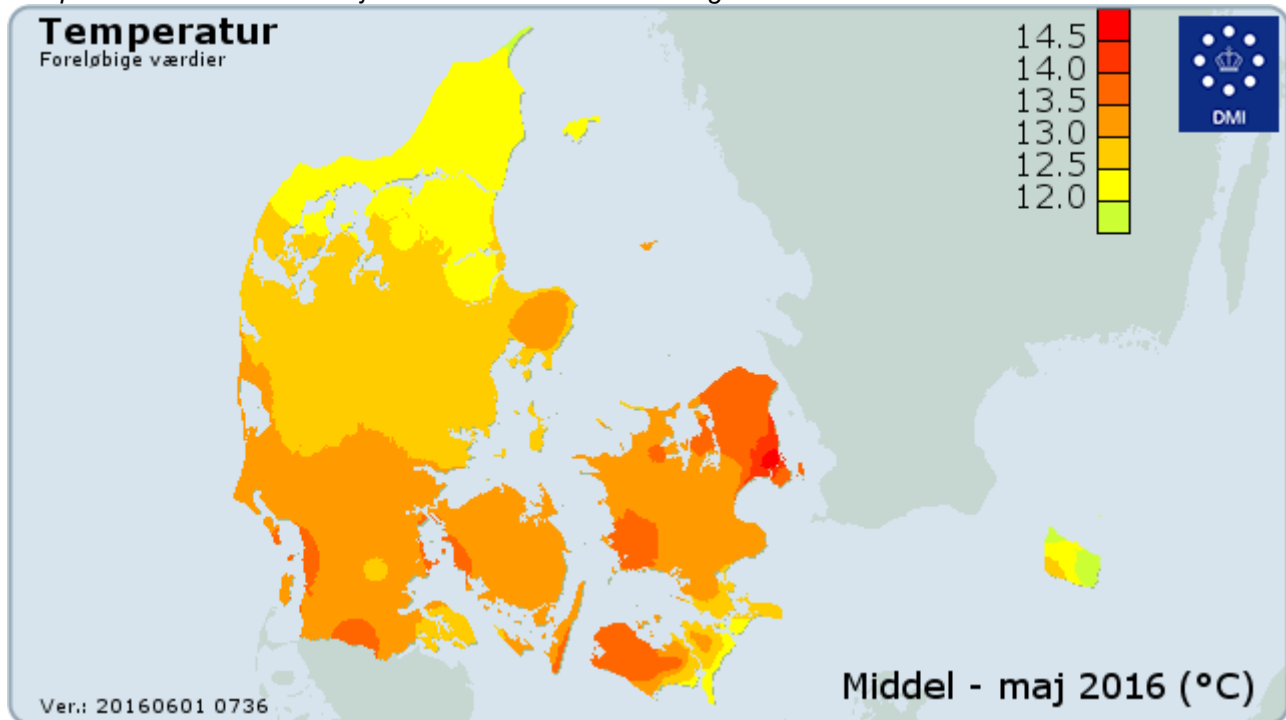 Temperatur
Foreløbige værdier
14.5
14.0
13.5
13.0
12.5
12.0
DMI
Middel - maj 2016 (°C)
Ver.: 20160601 0736